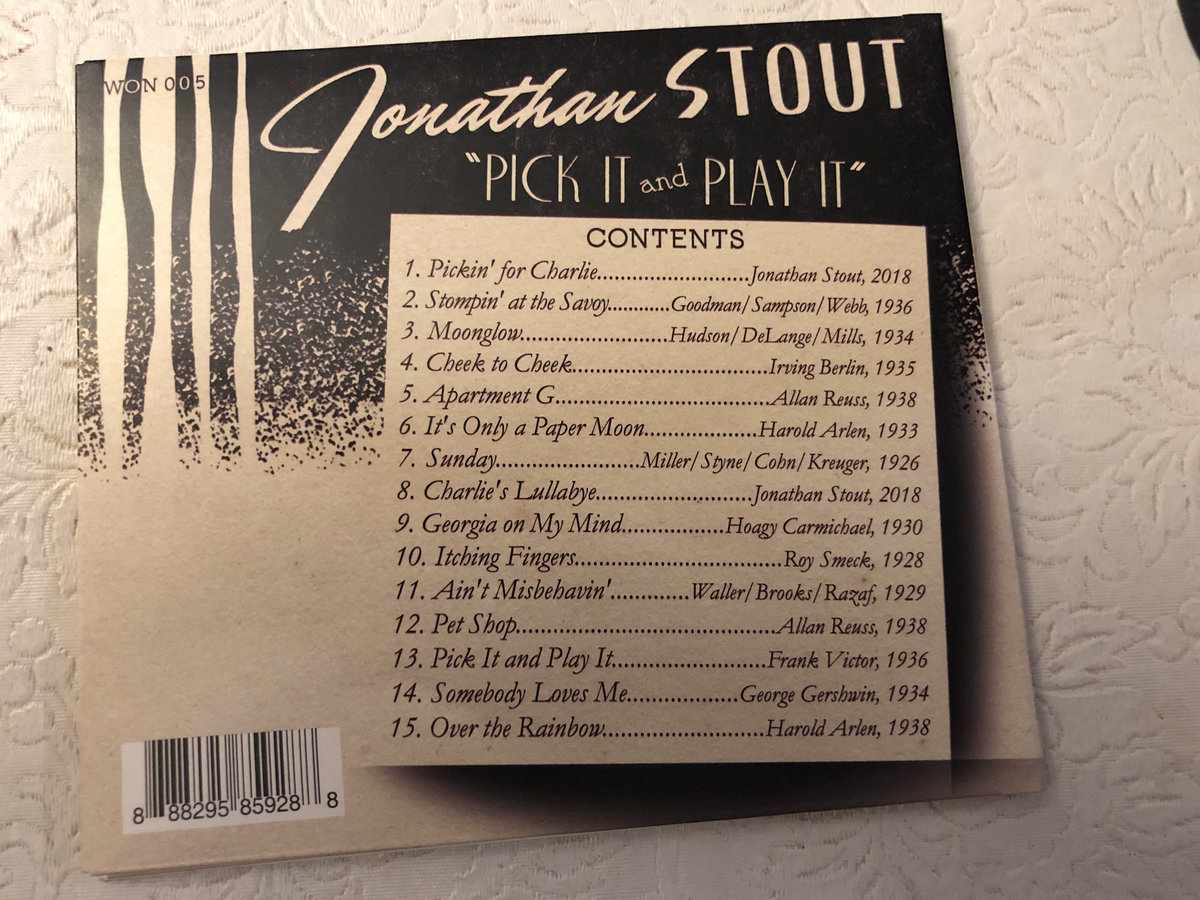 WON 005
Jonathan STOUT
"PICK IT and PLAY IT"
CONTENTS
1. Pickin' for Charlie..........................Jonathan Stout, 2018
2. Stompin' at the Savoy............Goodman/Sampson/Webb, 1936
3. Moonglow.........................Hudson/DeLange/Mills, 1934
4. Cheek to Cheek.................................Irving Berlin, 1935
5. Apartment G.....................................Allan Reuss, 1938
6. It's Only a Paper Moon...................Harold Arlen, 1933
7. Sunday........................Miller/Styne/Cohn/Kreuger, 1926
8. Charlie's Lullabye..........................Jonathan Stout, 2018
9. Georgia on My Mind.................Hoagy Carmichael, 1930
10. Itching Fingers..................................Roy Smeck, 1928
11. Ain't Misbehavin'.............Waller/Brooks/Razaf, 1929
12. Pet Shop............................................Allan Reuss, 1938
13. Pick It and Play It..........................Frank Victor, 1936
14. Somebody Loves Me..................George Gershwin, 1934
15. Over the Rainbow...........................Harold Arlen, 1938
8 88295 85928 8